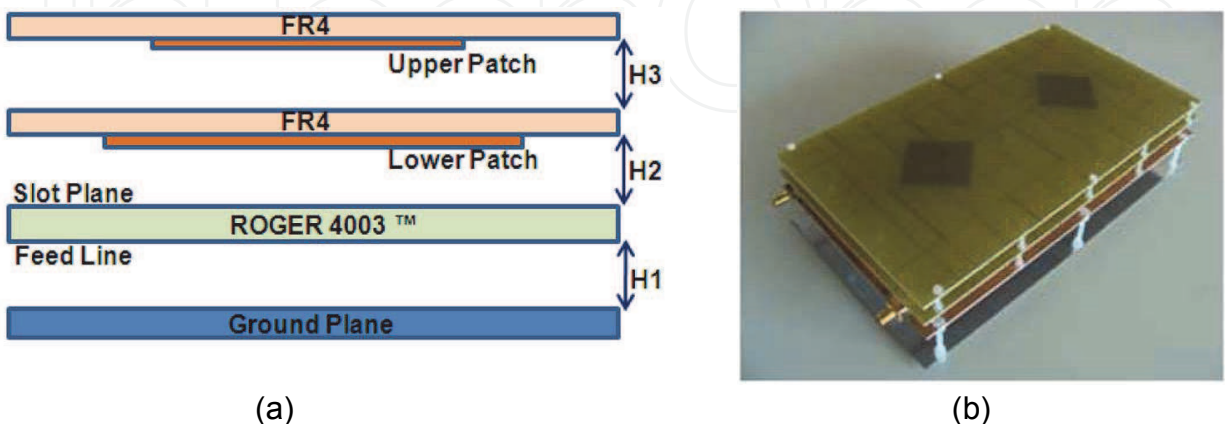 FR4
Upper Patch
H3
FR4
Lower Patch
H2
Slot Plane
ROGER 4003 ™
Feed Line
H1
Ground Plane
(a)
(b)